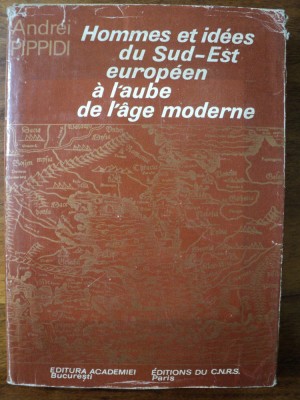 Andrei
PIPPIDI
Hommes et idées
du Sud-Est
européen
à l'aube
de l'âge moderne
EDITURA ACADEMIEI
București
ÉDITIONS DU C.N.R.S.
Paris